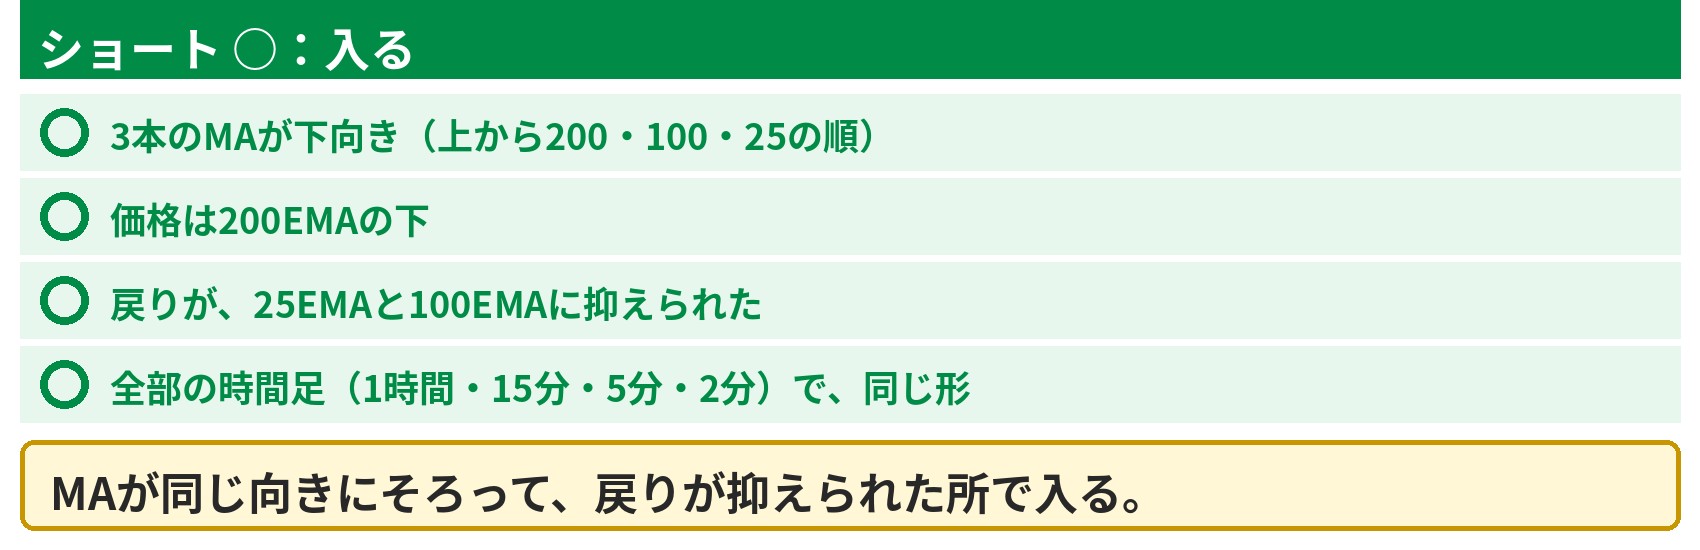 ショート ○：入る
3本のMAが下向き（上から200・100・25の順）
価格は200EMAの下
戻りが、25EMAと100EMAに抑えられた
全部の時間足（1時間・15分・5分・2分）で、同じ形
MAが同じ向きにそろって、戻りが抑えられた所で入る。